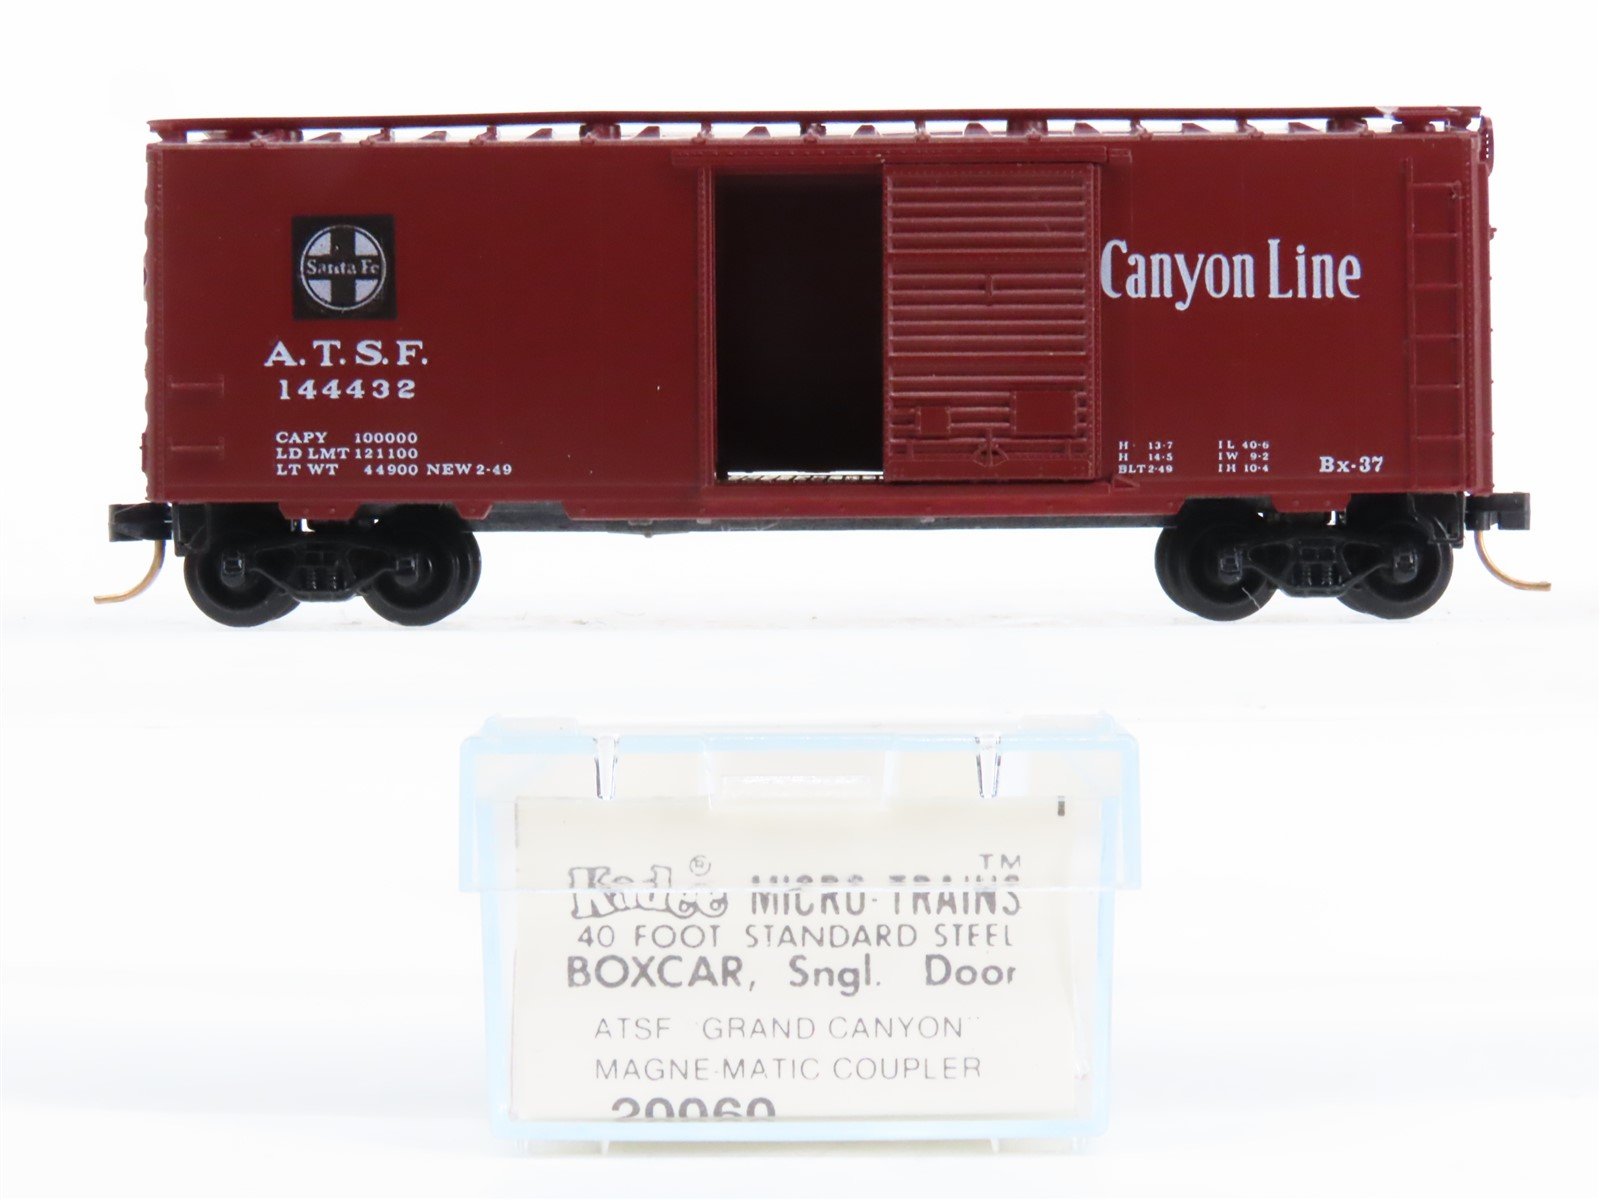 Santa Fe
A.T.S.F.
144432
CAPY 100000
LD LMT 121100
LT WT 44900 NEW 2-49
Canyon Line
H 13-7 IL 40-6
H 14-5 IW 9-2
BLT 2-49 IH 10-4
Bx-37
Kadee ® MICRO-TRAINS ™
40 FOOT STANDARD STEEL
BOXCAR, Sngl. Door
ATSF "GRAND CANYON"
MAGNE-MATIC COUPLER
20060